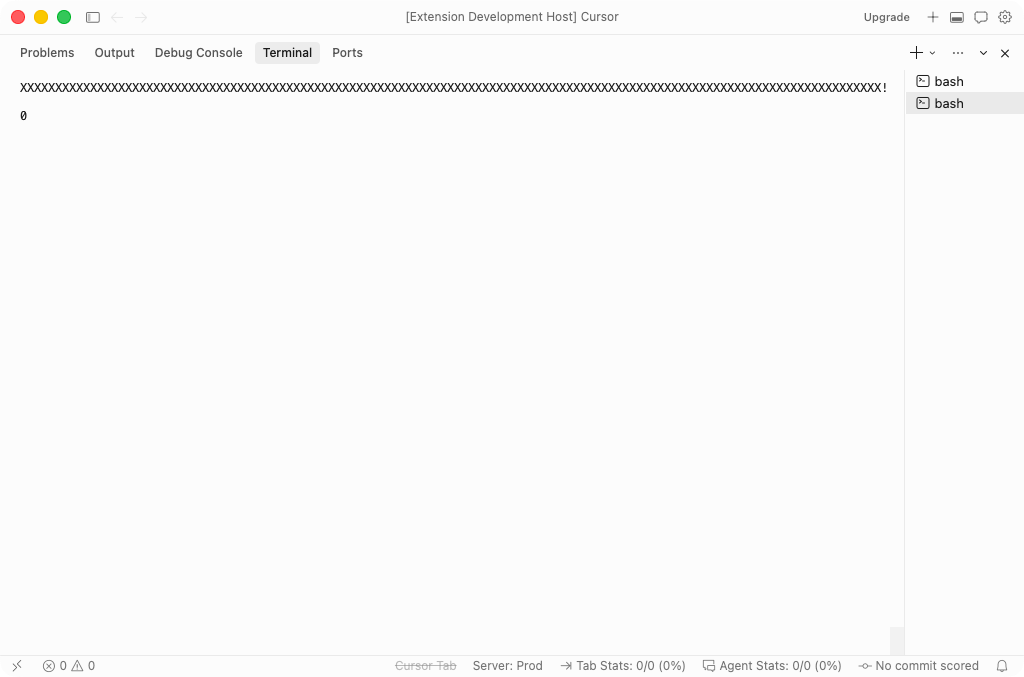 [Extension Development Host] Cursor
Upgrade
Problems Output Debug Console Terminal Ports
XXXXXXXXXXXXXXXXXXXXXXXXXXXXXXXXXXXXXXXXXXXXXXXXXXXXXXXXXXXXXXXXXXXXXXXXXXXXXXXXXXXXXXXXXXXXXXXXXXXXXXXXXXXXXXXXXXXXXXXXXXX!
0
bash
bash
0 0 Cursor Tab Server: Prod Tab Stats: 0/0 (0%) Agent Stats: 0/0 (0%) No commit scored